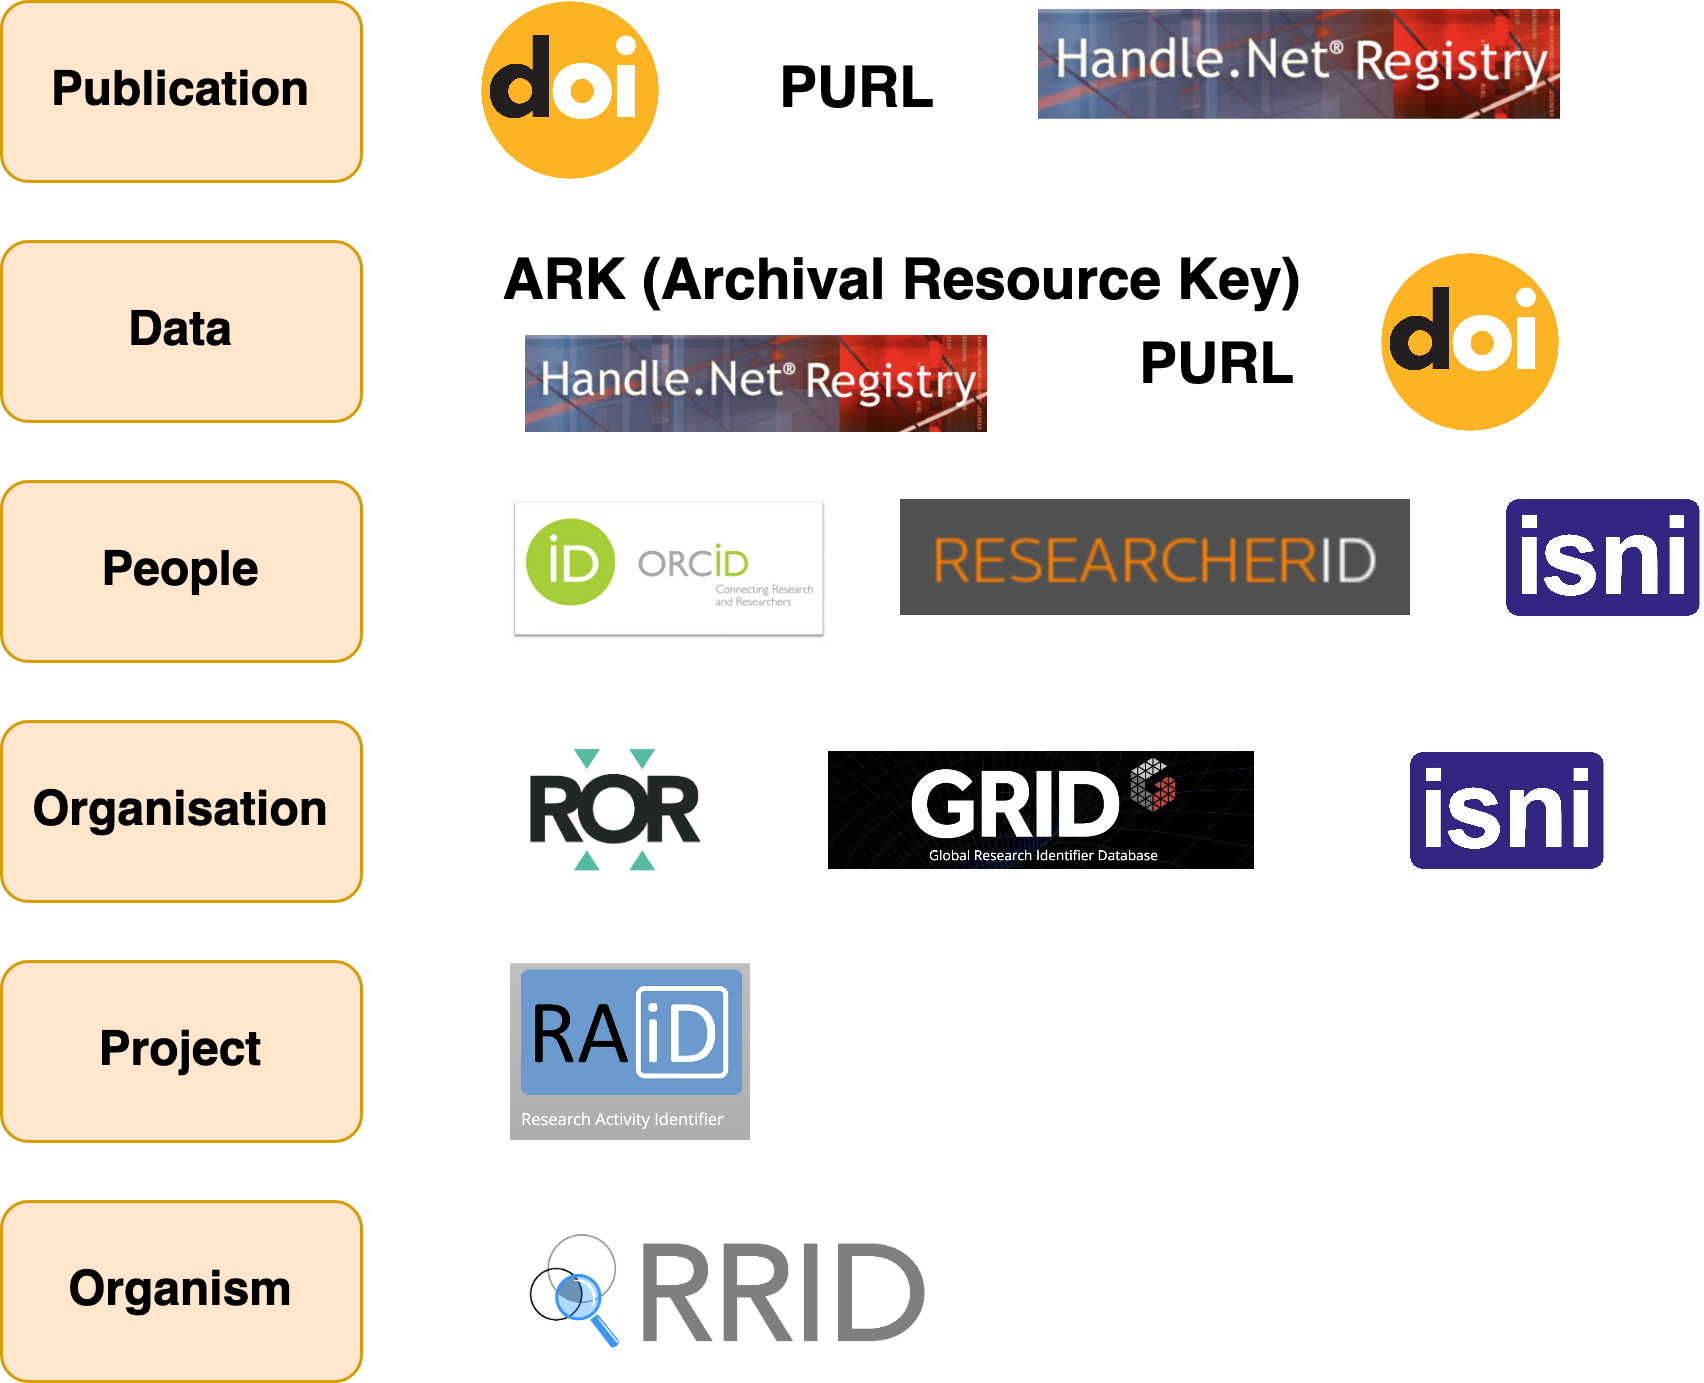 Publication
doi
PURL
Handle.Net® Registry
Data
ARK (Archival Resource Key)
Handle.Net® Registry
PURL
doi
People
iD ORCiD
Connecting Research
and Researchers
RESEARCHERID
isni
Organisation
ROR
GRID
Global Research Identifier Database
isni
Project
RAiD
Research Activity Identifier
Organism
RRID